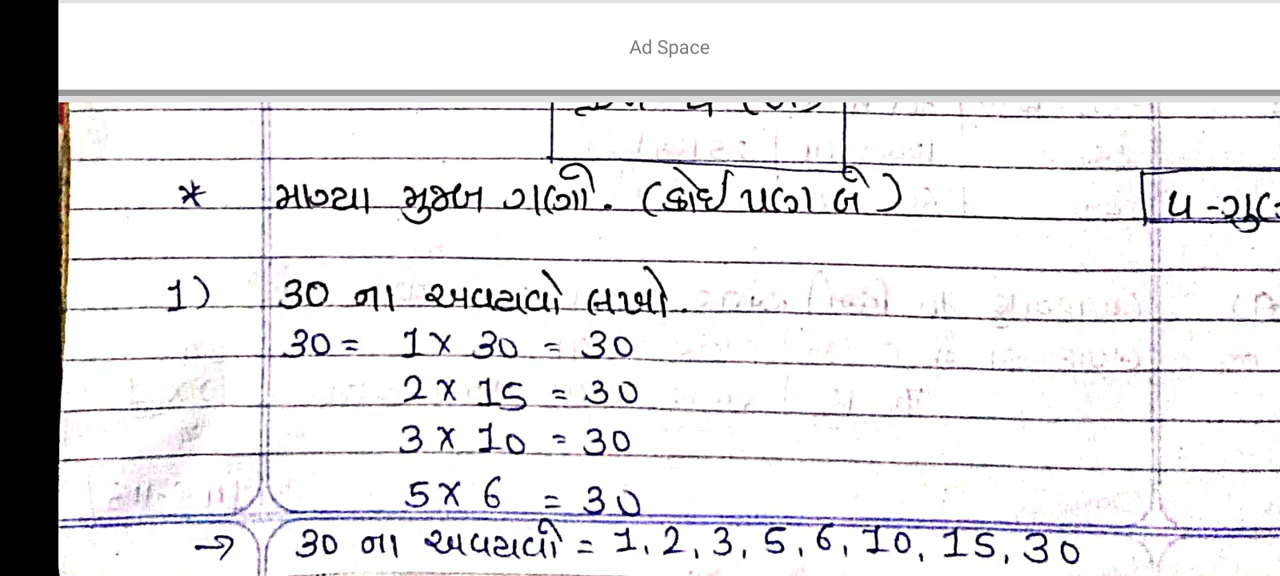 Ad Space
* માગ્યા મુજબ ગણો. (કોઈ પણ બે)
1) 30 ના અવયવો લખો.
30 = 1 x 30 = 30
2 x 15 = 30
3 x 10 = 30
5 x 6 = 30
→ 30 ના અવયવો = 1, 2, 3, 5, 6, 10, 15, 30